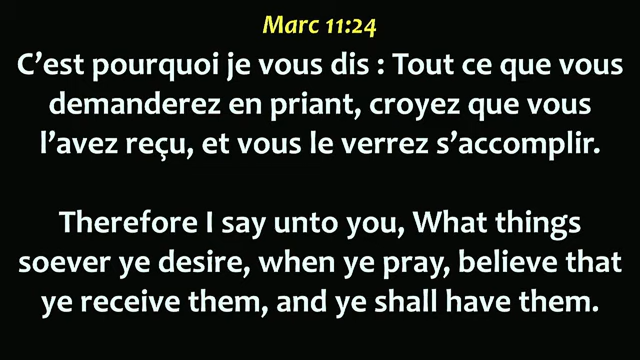 Marc 11:24
C’est pourquoi je vous dis : Tout ce que vous
demanderez en priant, croyez que vous
l’avez reçu, et vous le verrez s’accomplir.
Therefore I say unto you, What things
soever ye desire, when ye pray, believe that
ye receive them, and ye shall have them.